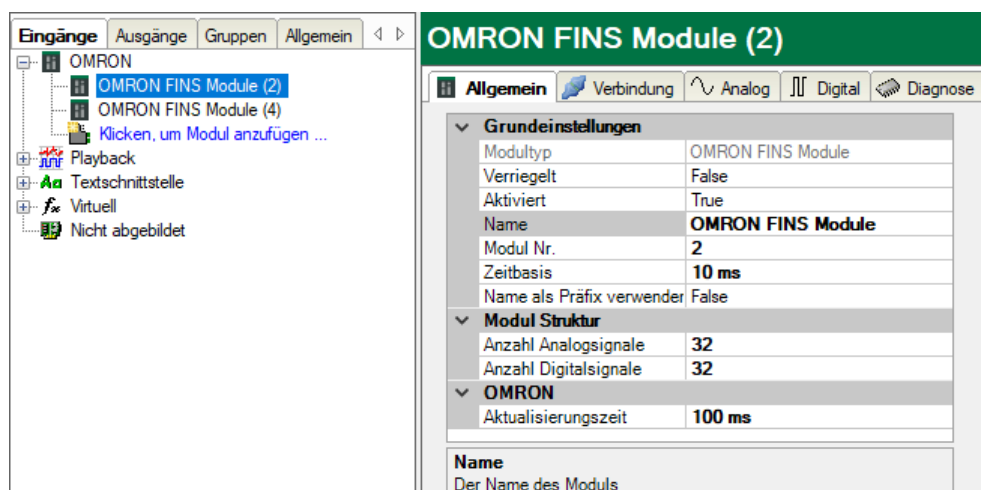 Eingänge Ausgänge Gruppen Allgemein
OMRON
OMRON FINS Module (2)
OMRON FINS Module (4)
Klicken, um Modul anzufügen ...
Playback
Textschnittstelle
Virtuell
Nicht abgebildet
OMRON FINS Module (2)
Allgemein Verbindung Analog Digital Diagnose
Grundeinstellungen
Modultyp OMRON FINS Module
Verriegelt False
Aktiviert True
Name OMRON FINS Module
Modul Nr. 2
Zeitbasis 10 ms
Name als Präfix verwenden False
Modul Struktur
Anzahl Analogsignale 32
Anzahl Digitalsignale 32
OMRON
Aktualisierungszeit 100 ms
Name
Der Name des Moduls